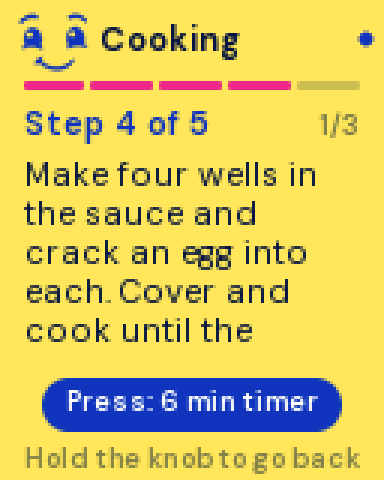 Cooking
Step 4 of 5
1/3
Make four wells in
the sauce and
crack an egg into
each. Cover and
cook until the
Press: 6 min timer
Hold the knob to go back